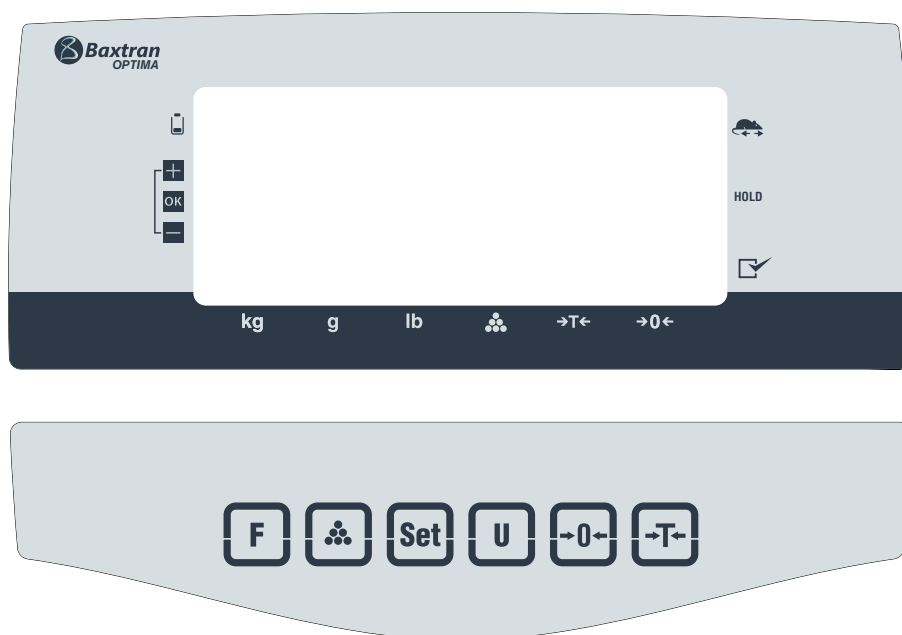 Baxtran
OPTIMA
+
OK
HOLD
−
kg g lb →T← →0←
F Set U →0← →T←